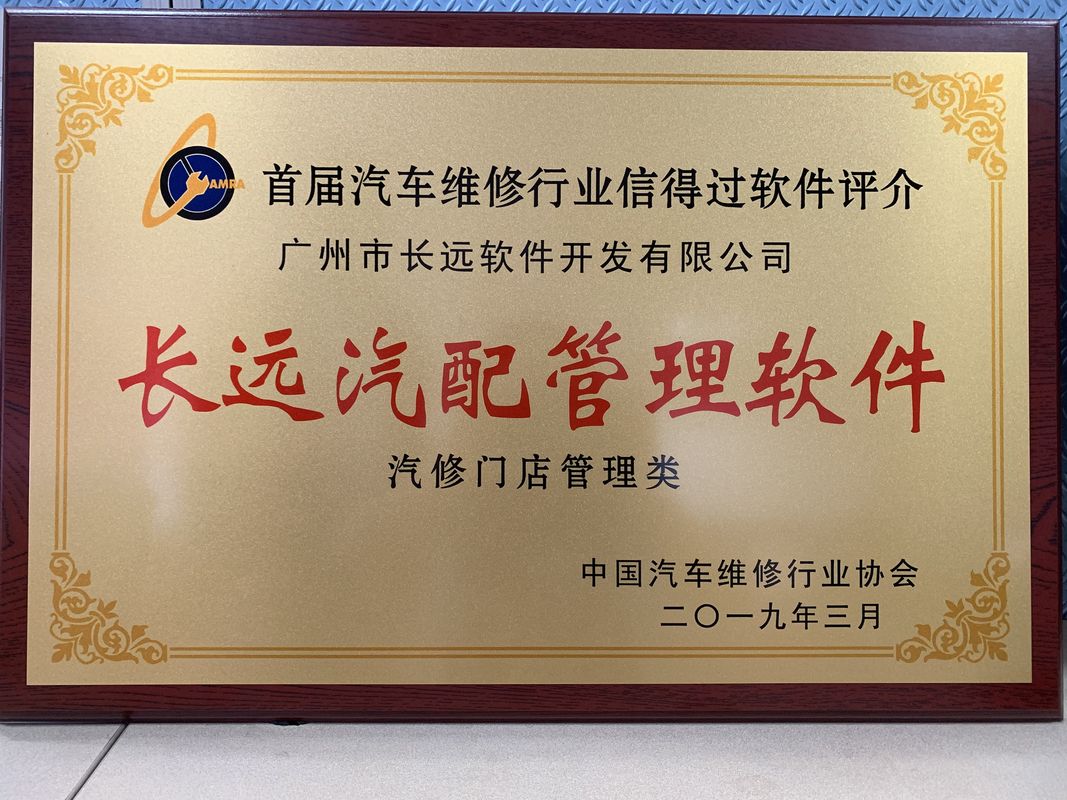 CAMRA
首届汽车维修行业信得过软件评介
广州市长远软件开发有限公司
长远汽配管理软件
汽修门店管理类
中国汽车维修行业协会
二〇一九年三月